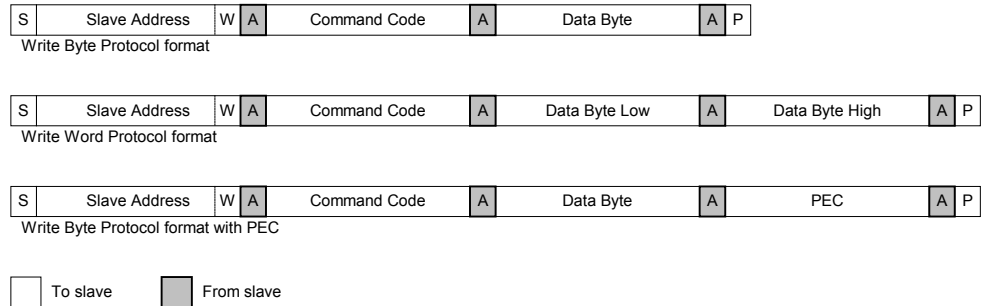 S Slave Address W A Command Code A Data Byte A P
Write Byte Protocol format
S Slave Address W A Command Code A Data Byte Low A Data Byte High A P
Write Word Protocol format
S Slave Address W A Command Code A Data Byte A PEC A P
Write Byte Protocol format with PEC
To slave From slave